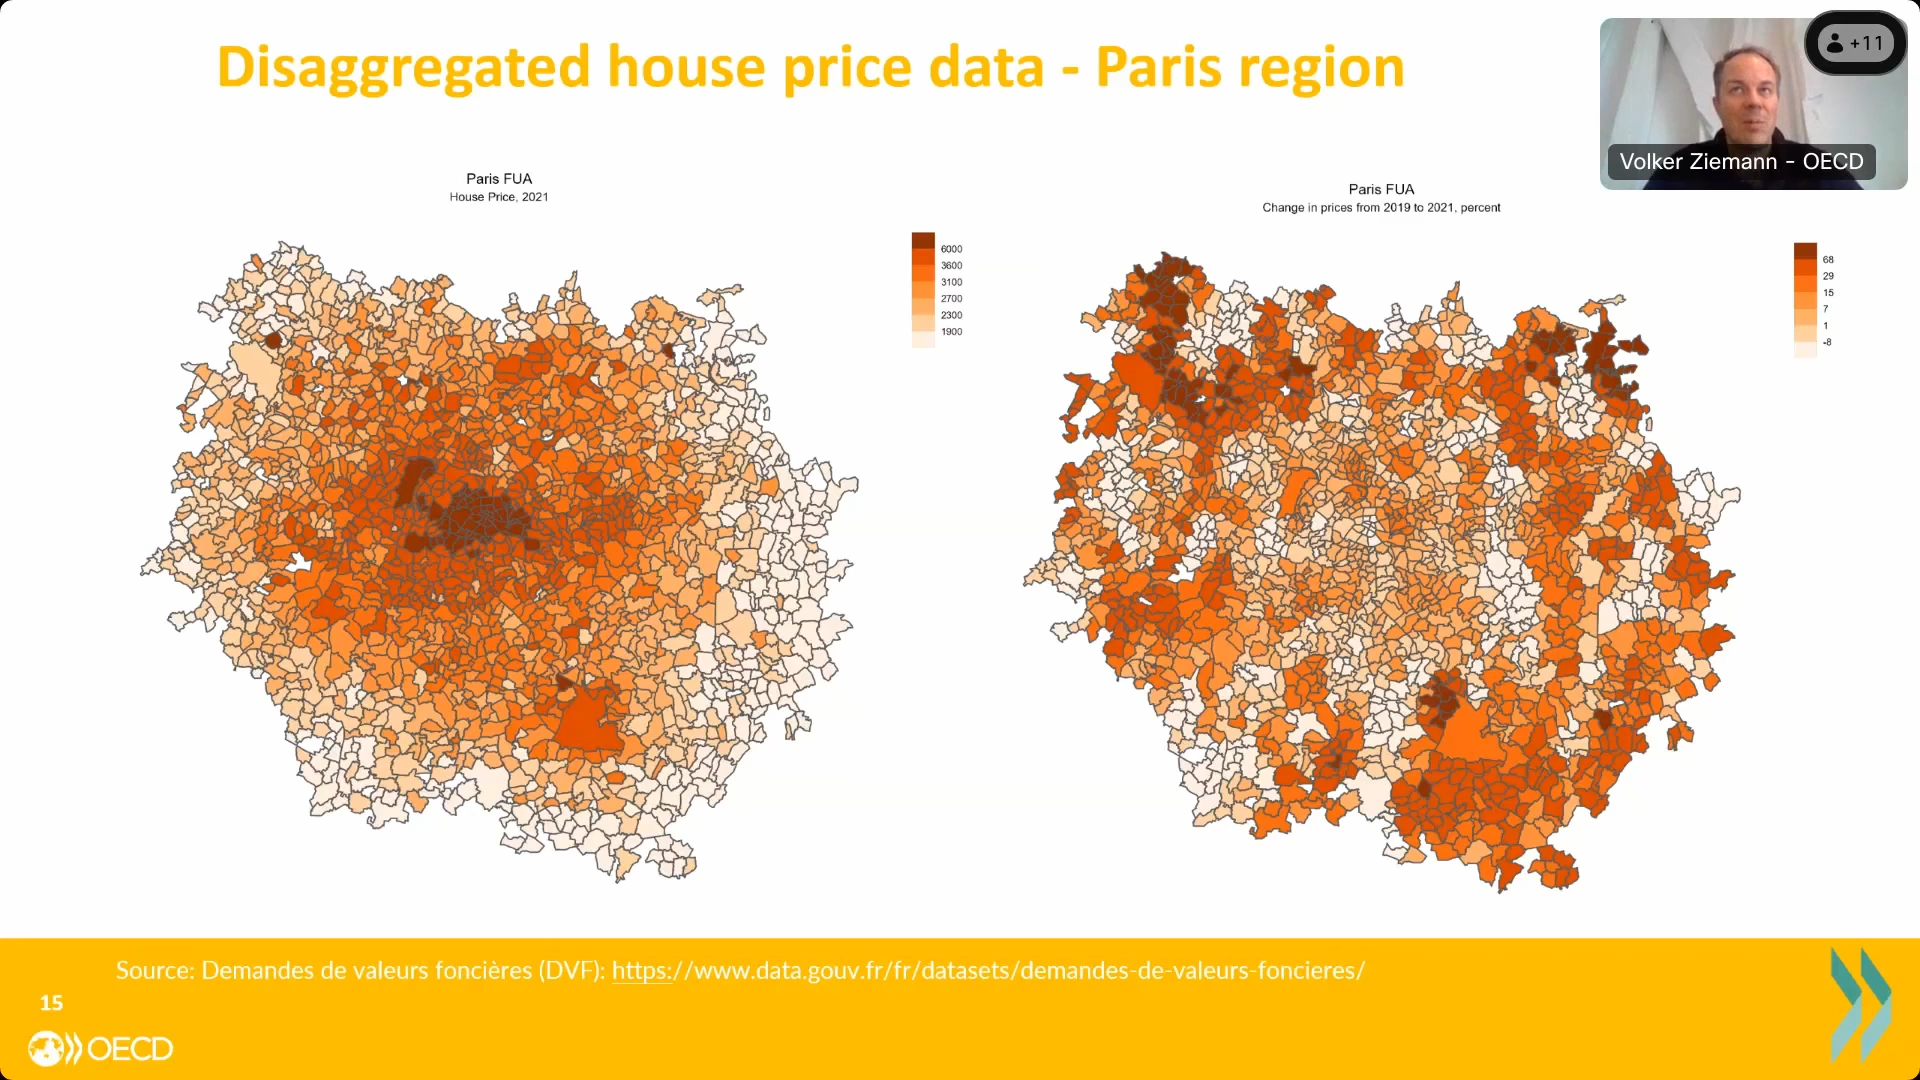 Disaggregated house price data - Paris region
+11
Volker Ziemann - OECD
Paris FUA
House Price, 2021
6000
3600
3100
2700
2300
1900
Paris FUA
Change in prices from 2019 to 2021, percent
68
29
15
7
1
-8
Source: Demandes de valeurs foncières (DVF): https://www.data.gouv.fr/fr/datasets/demandes-de-valeurs-foncieres/
15
OECD